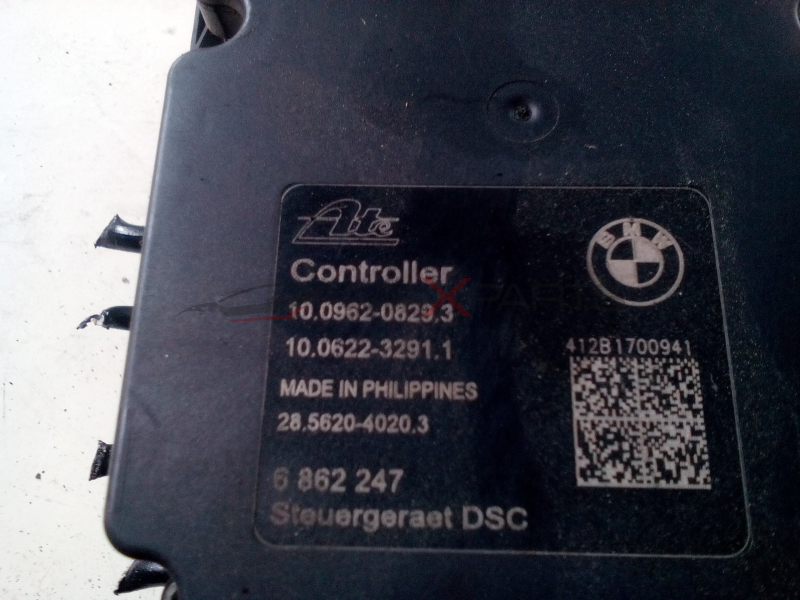 Ate
BMW
Controller
10.0962-0829.3
10.0622-3291.1
412B1700941
MADE IN PHILIPPINES
28.5620-4020.3
6 862 247
Steuergeraet DSC